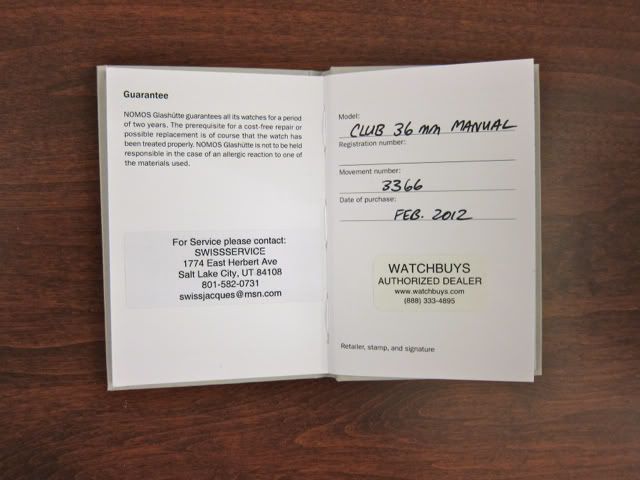 Guarantee
NOMOS Glashütte guarantees all its watches for a period
of two years. The prerequisite for a cost-free repair or
possible replacement is of course that the watch has
been treated properly. NOMOS Glashütte is not to be held
responsible in the case of an allergic reaction to one of
the materials used.
For Service please contact:
SWISSSERVICE
1774 East Herbert Ave
Salt Lake City, UT 84108
801-582-0731
swissjacques@msn.com
Model:
CLUB 36 mm MANUAL
Registration number:
Movement number:
3366
Date of purchase:
FEB. 2012
WATCHBUYS
AUTHORIZED DEALER
www.watchbuys.com
(888) 333-4895
Retailer, stamp, and signature